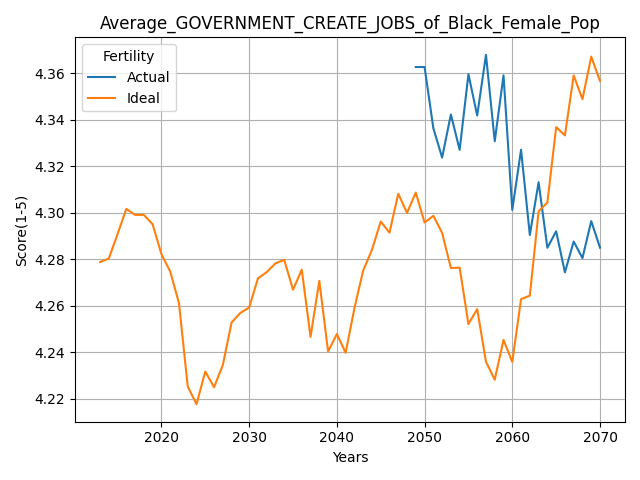 Average_GOVERNMENT_CREATE_JOBS_of_Black_Female_Pop
Fertility
Actual
Ideal
4.36
4.34
4.32
4.30
4.28
4.26
4.24
4.22
Score(1-5)
2020 2030 2040 2050 2060 2070
Years